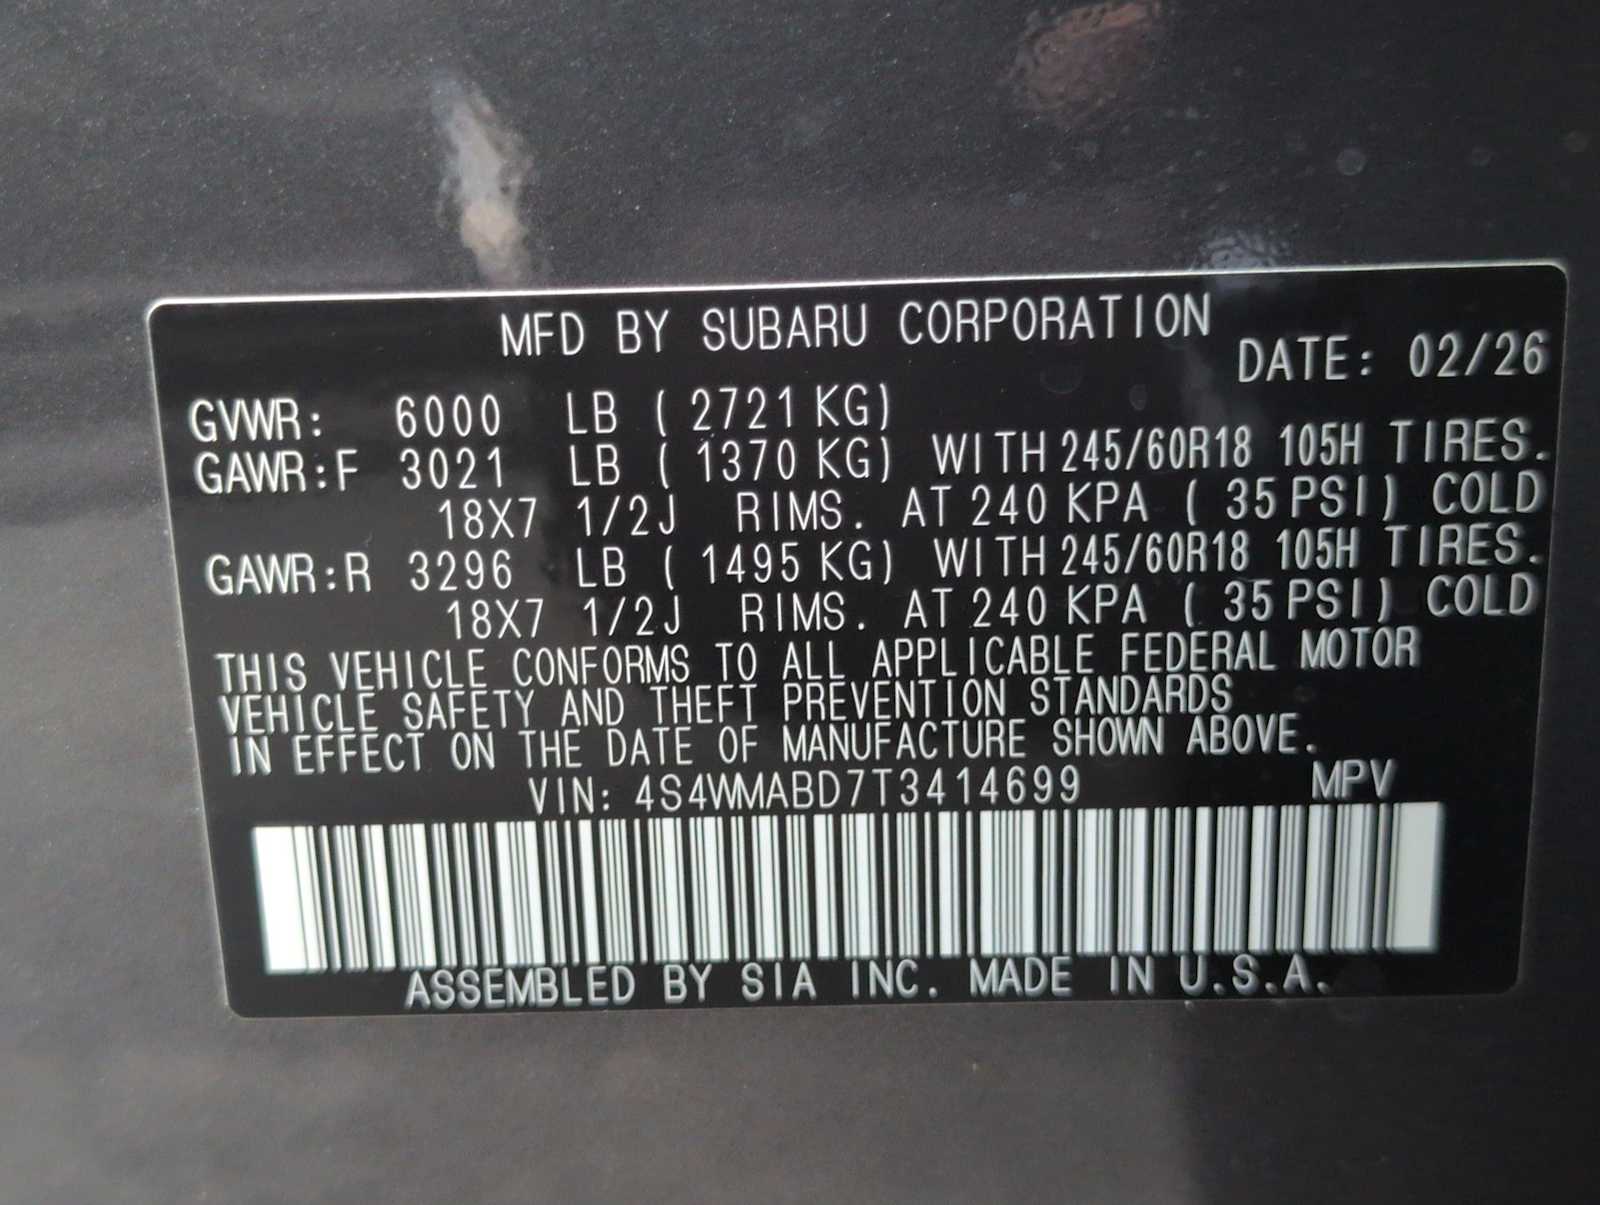 MFD BY SUBARU CORPORATION
DATE: 02/26
GVWR: 6000 LB ( 2721 KG)
GAWR:F 3021 LB ( 1370 KG) WITH 245/60R18 105H TIRES.
18X7 1/2J RIMS. AT 240 KPA ( 35 PSI) COLD
GAWR:R 3296 LB ( 1495 KG) WITH 245/60R18 105H TIRES.
18X7 1/2J RIMS. AT 240 KPA ( 35 PSI) COLD
THIS VEHICLE CONFORMS TO ALL APPLICABLE FEDERAL MOTOR
VEHICLE SAFETY AND THEFT PREVENTION STANDARDS
IN EFFECT ON THE DATE OF MANUFACTURE SHOWN ABOVE.
VIN: 4S4WMABD7T3414699 MPV
ASSEMBLED BY SIA INC. MADE IN U.S.A.